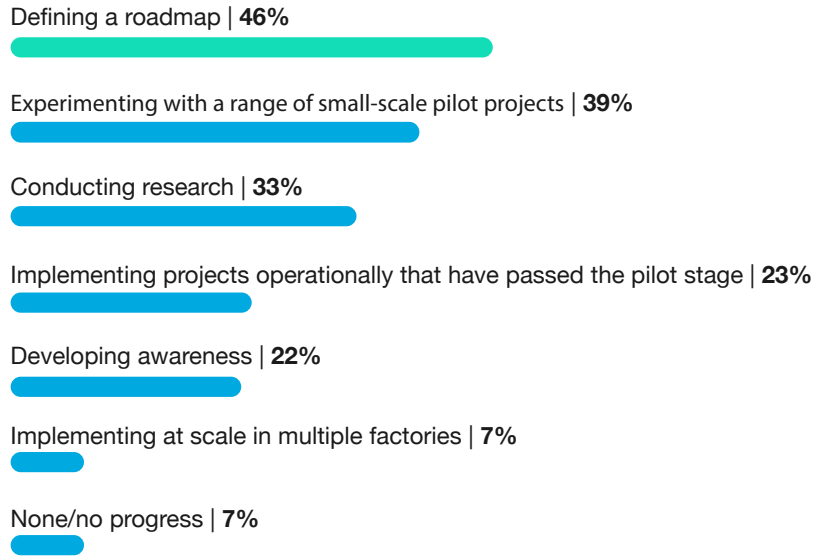 Defining a roadmap | 46%
Experimenting with a range of small-scale pilot projects | 39%
Conducting research | 33%
Implementing projects operationally that have passed the pilot stage | 23%
Developing awareness | 22%
Implementing at scale in multiple factories | 7%
None/no progress | 7%